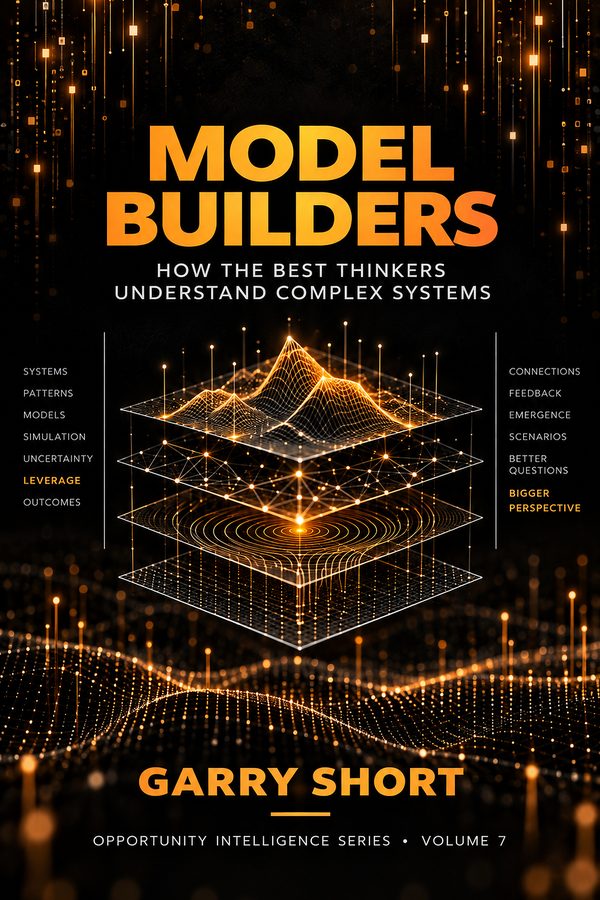 MODEL
BUILDERS
HOW THE BEST THINKERS
UNDERSTAND COMPLEX SYSTEMS
SYSTEMS
PATTERNS
MODELS
SIMULATION
UNCERTAINTY
LEVERAGE
OUTCOMES
CONNECTIONS
FEEDBACK
EMERGENCE
SCENARIOS
BETTER
QUESTIONS
BIGGER
PERSPECTIVE
GARRY SHORT
OPPORTUNITY INTELLIGENCE SERIES • VOLUME 7